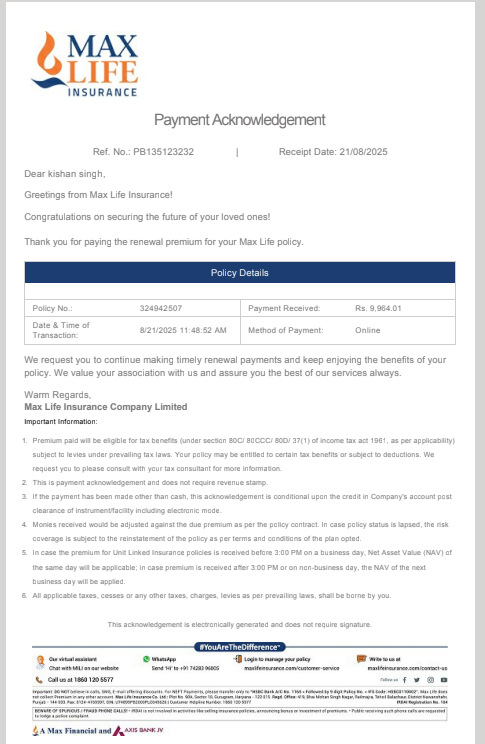 MAX
LIFE
INSURANCE
Payment Acknowledgement
Ref. No.: PB135123232 | Receipt Date: 21/08/2025
Dear kishan singh,
Greetings from Max Life Insurance!
Congratulations on securing the future of your loved ones!
Thank you for paying the renewal premium for your Max Life policy.
Policy Details
Policy No.: 324942507 Payment Received: Rs. 9,964.01
Date & Time of Transaction: 8/21/2025 11:48:52 AM Method of Payment: Online
We request you to continue making timely renewal payments and keep enjoying the benefits of your
policy. We value your association with us and assure you the best of our services always.
Warm Regards,
Max Life Insurance Company Limited
Important Information:
1. Premium paid will be eligible for tax benefits (under section 80C/ 80CCC/ 80D/ 37(1) of income tax act 1961, as per applicability)
subject to levies under prevailing tax laws. Your policy may be entitled to certain tax benefits or subject to deductions. We
request you to please consult with your tax consultant for more information.
2. This is payment acknowledgement and does not require revenue stamp.
3. If the payment has been made other than cash, this acknowledgement is conditional upon the credit in Company's account post
clearance of instrument/facility including electronic mode.
4. Monies received would be adjusted against the due premium as per the policy contract. In case policy status is lapsed, the risk
coverage is subject to the reinstatement of the policy as per terms and conditions of the plan opted.
5. In case the premium for Unit Linked Insurance policies is received before 3:00 PM on a business day, Net Asset Value (NAV) of
the same day will be applicable; in case premium is received after 3:00 PM or on non-business day, the NAV of the next
business day will be applied.
6. All applicable taxes, cesses or any other taxes, charges, levies as per prevailing laws, shall be borne by you.
This acknowledgement is electronically generated and does not require signature.
#YouAreTheDifference™
Our virtual assistant WhatsApp Login to manage your policy Write to us at
Chat with MILI on our website Send 'Hi' to +91 74283 96005 maxlifeinsurance.com/customer-service maxlifeinsurance.com/contact-us
Call us at 1860 120 5577 Follow us
Max Financial and AXIS BANK JV